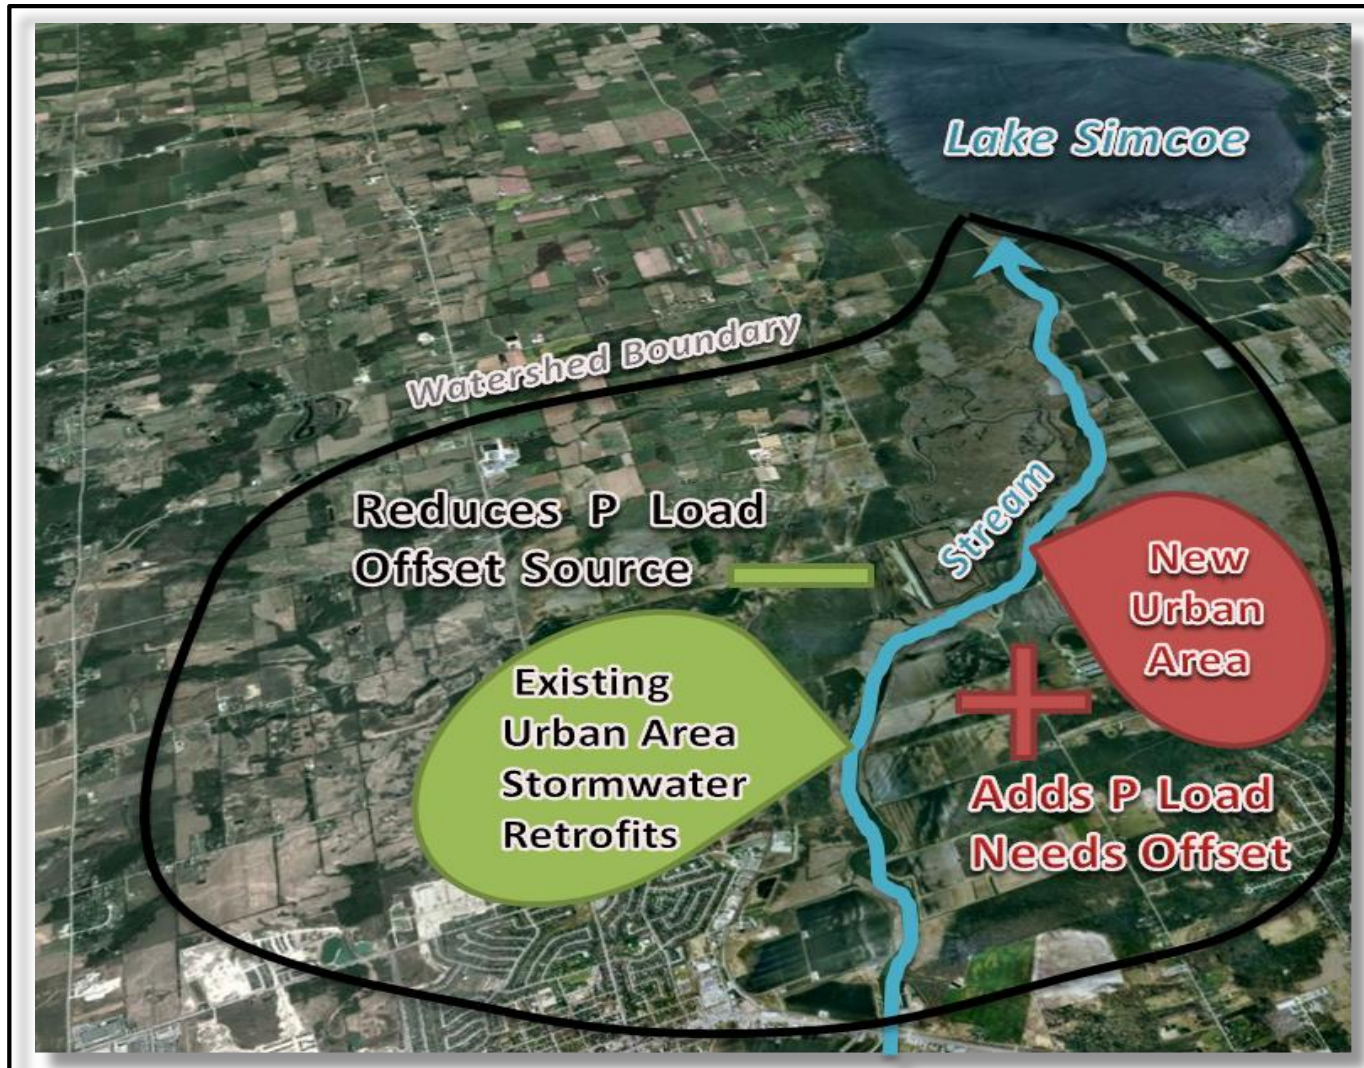 Lake Simcoe
Watershed Boundary
Reduces P Load
Offset Source
Stream
New
Urban
Area
Existing
Urban Area
Stormwater
Retrofits
Adds P Load
Needs Offset